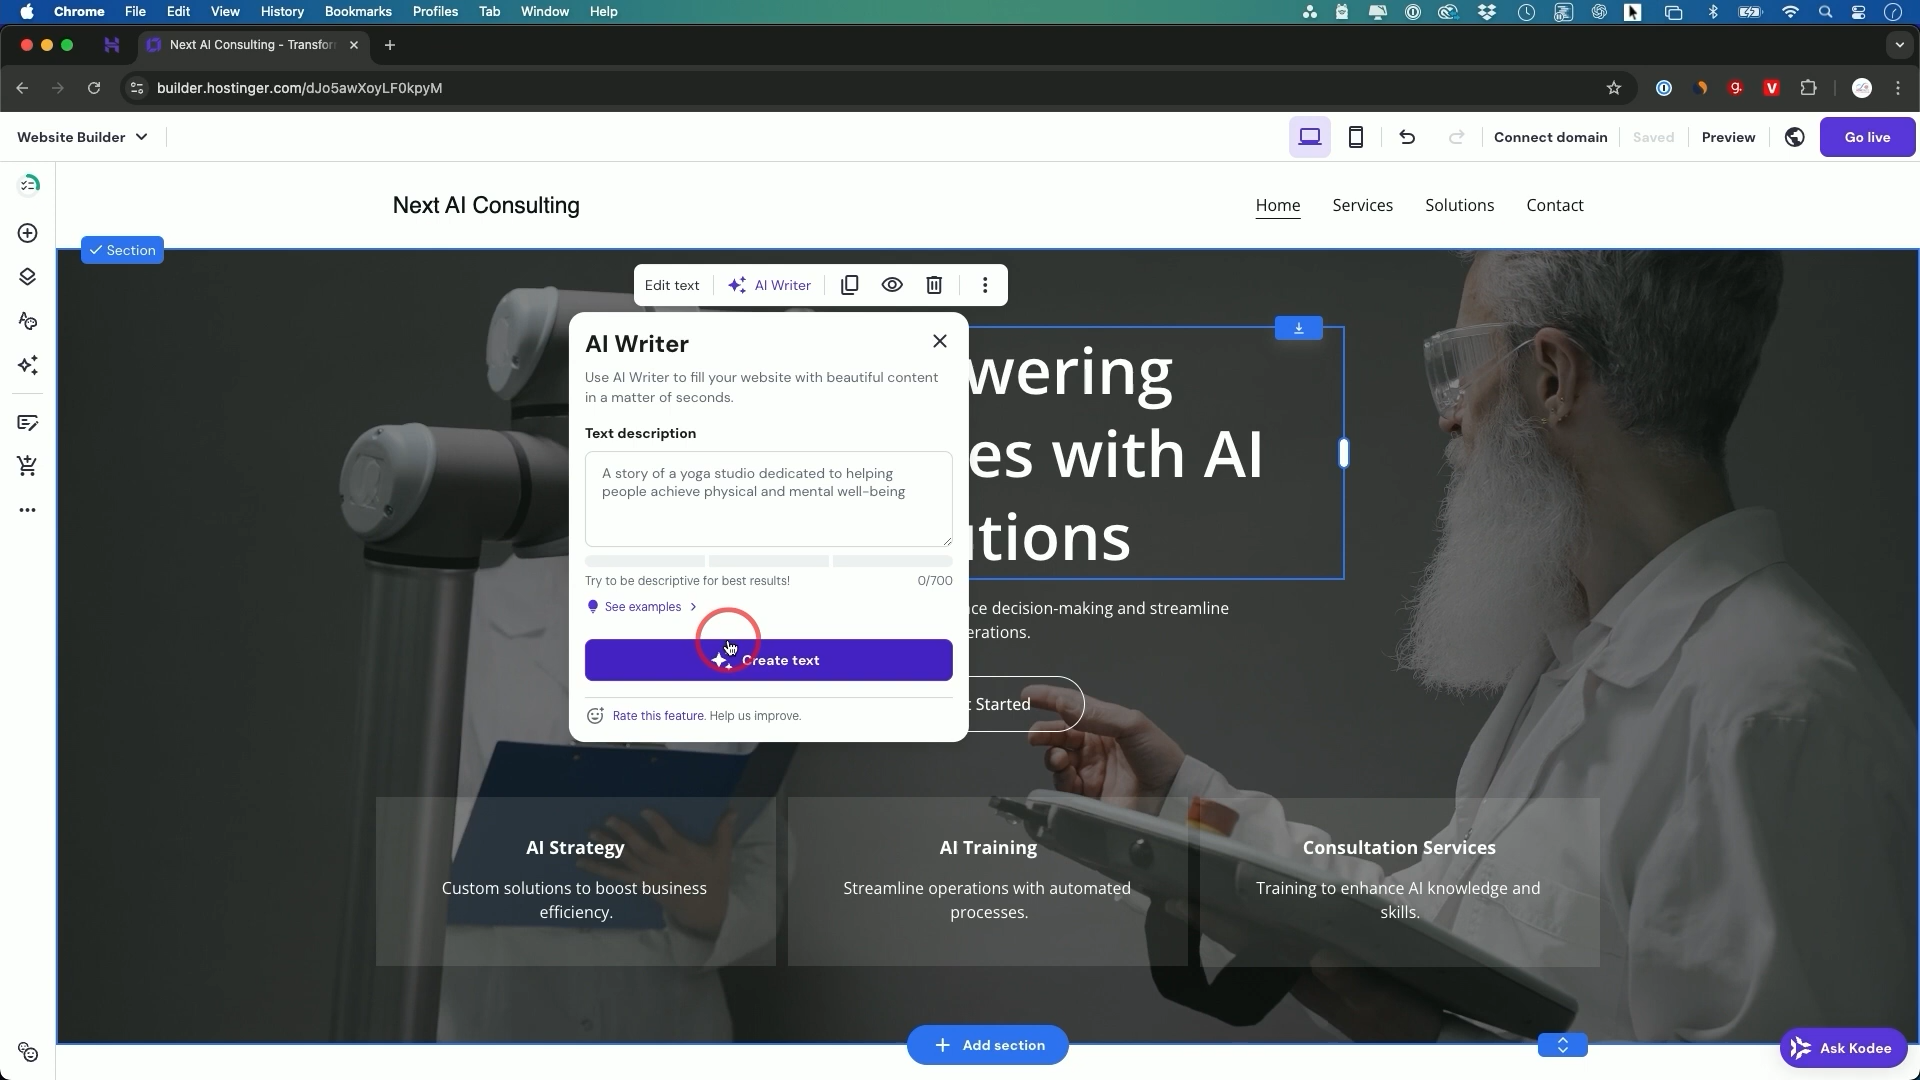 Chrome File Edit View History Bookmarks Profiles Tab Window Help
Next AI Consulting - Transfor
builder.hostinger.com/dJo5awXoyLF0kpyM
Website Builder
Connect domain
Saved
Preview
Go live
Next AI Consulting
Home Services Solutions Contact
Section
Edit text
AI Writer
AI Writer
Use AI Writer to fill your website with beautiful content
in a matter of seconds.
Text description
A story of a yoga studio dedicated to helping
people achieve physical and mental well-being
Try to be descriptive for best results! 0/700
See examples
Create text
Rate this feature. Help us improve.
wering
es with AI
utions
nce decision-making and streamline
erations.
t Started
AI Strategy
Custom solutions to boost business
efficiency.
AI Training
Streamline operations with automated
processes.
Consultation Services
Training to enhance AI knowledge and
skills.
Add section
Ask Kodee